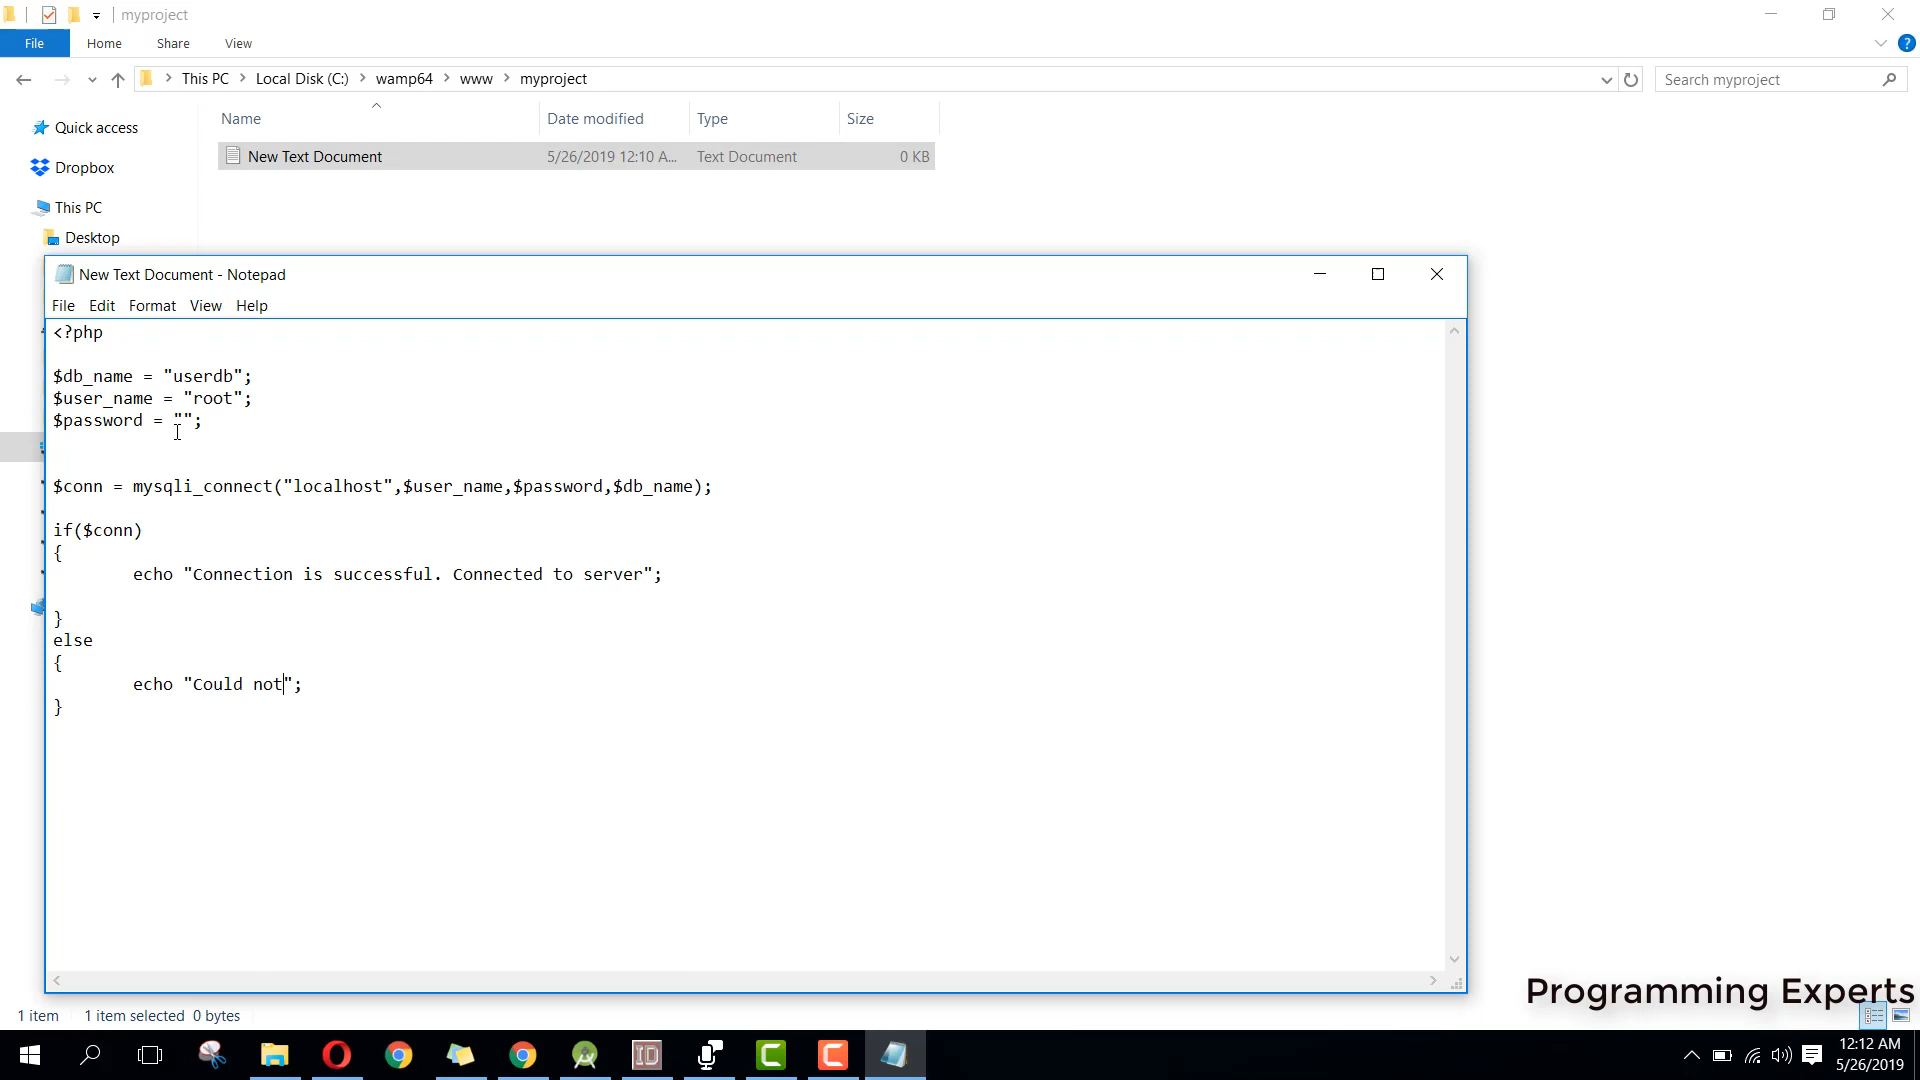 myproject
File Home Share View
This PC Local Disk (C:) wamp64 www myproject
Search myproject
Name Date modified Type Size
Quick access
New Text Document 5/26/2019 12:10 A... Text Document 0 KB
Dropbox
This PC
Desktop
New Text Document - Notepad
File Edit Format View Help
<?php
$db_name = "userdb";
$user_name = "root";
$password = "";
$conn = mysqli_connect("localhost",$user_name,$password,$db_name);
if($conn)
{
echo "Connection is successful. Connected to server";
}
else
{
echo "Could not";
}
Programming Experts
1 item 1 item selected 0 bytes
12:12 AM
5/26/2019